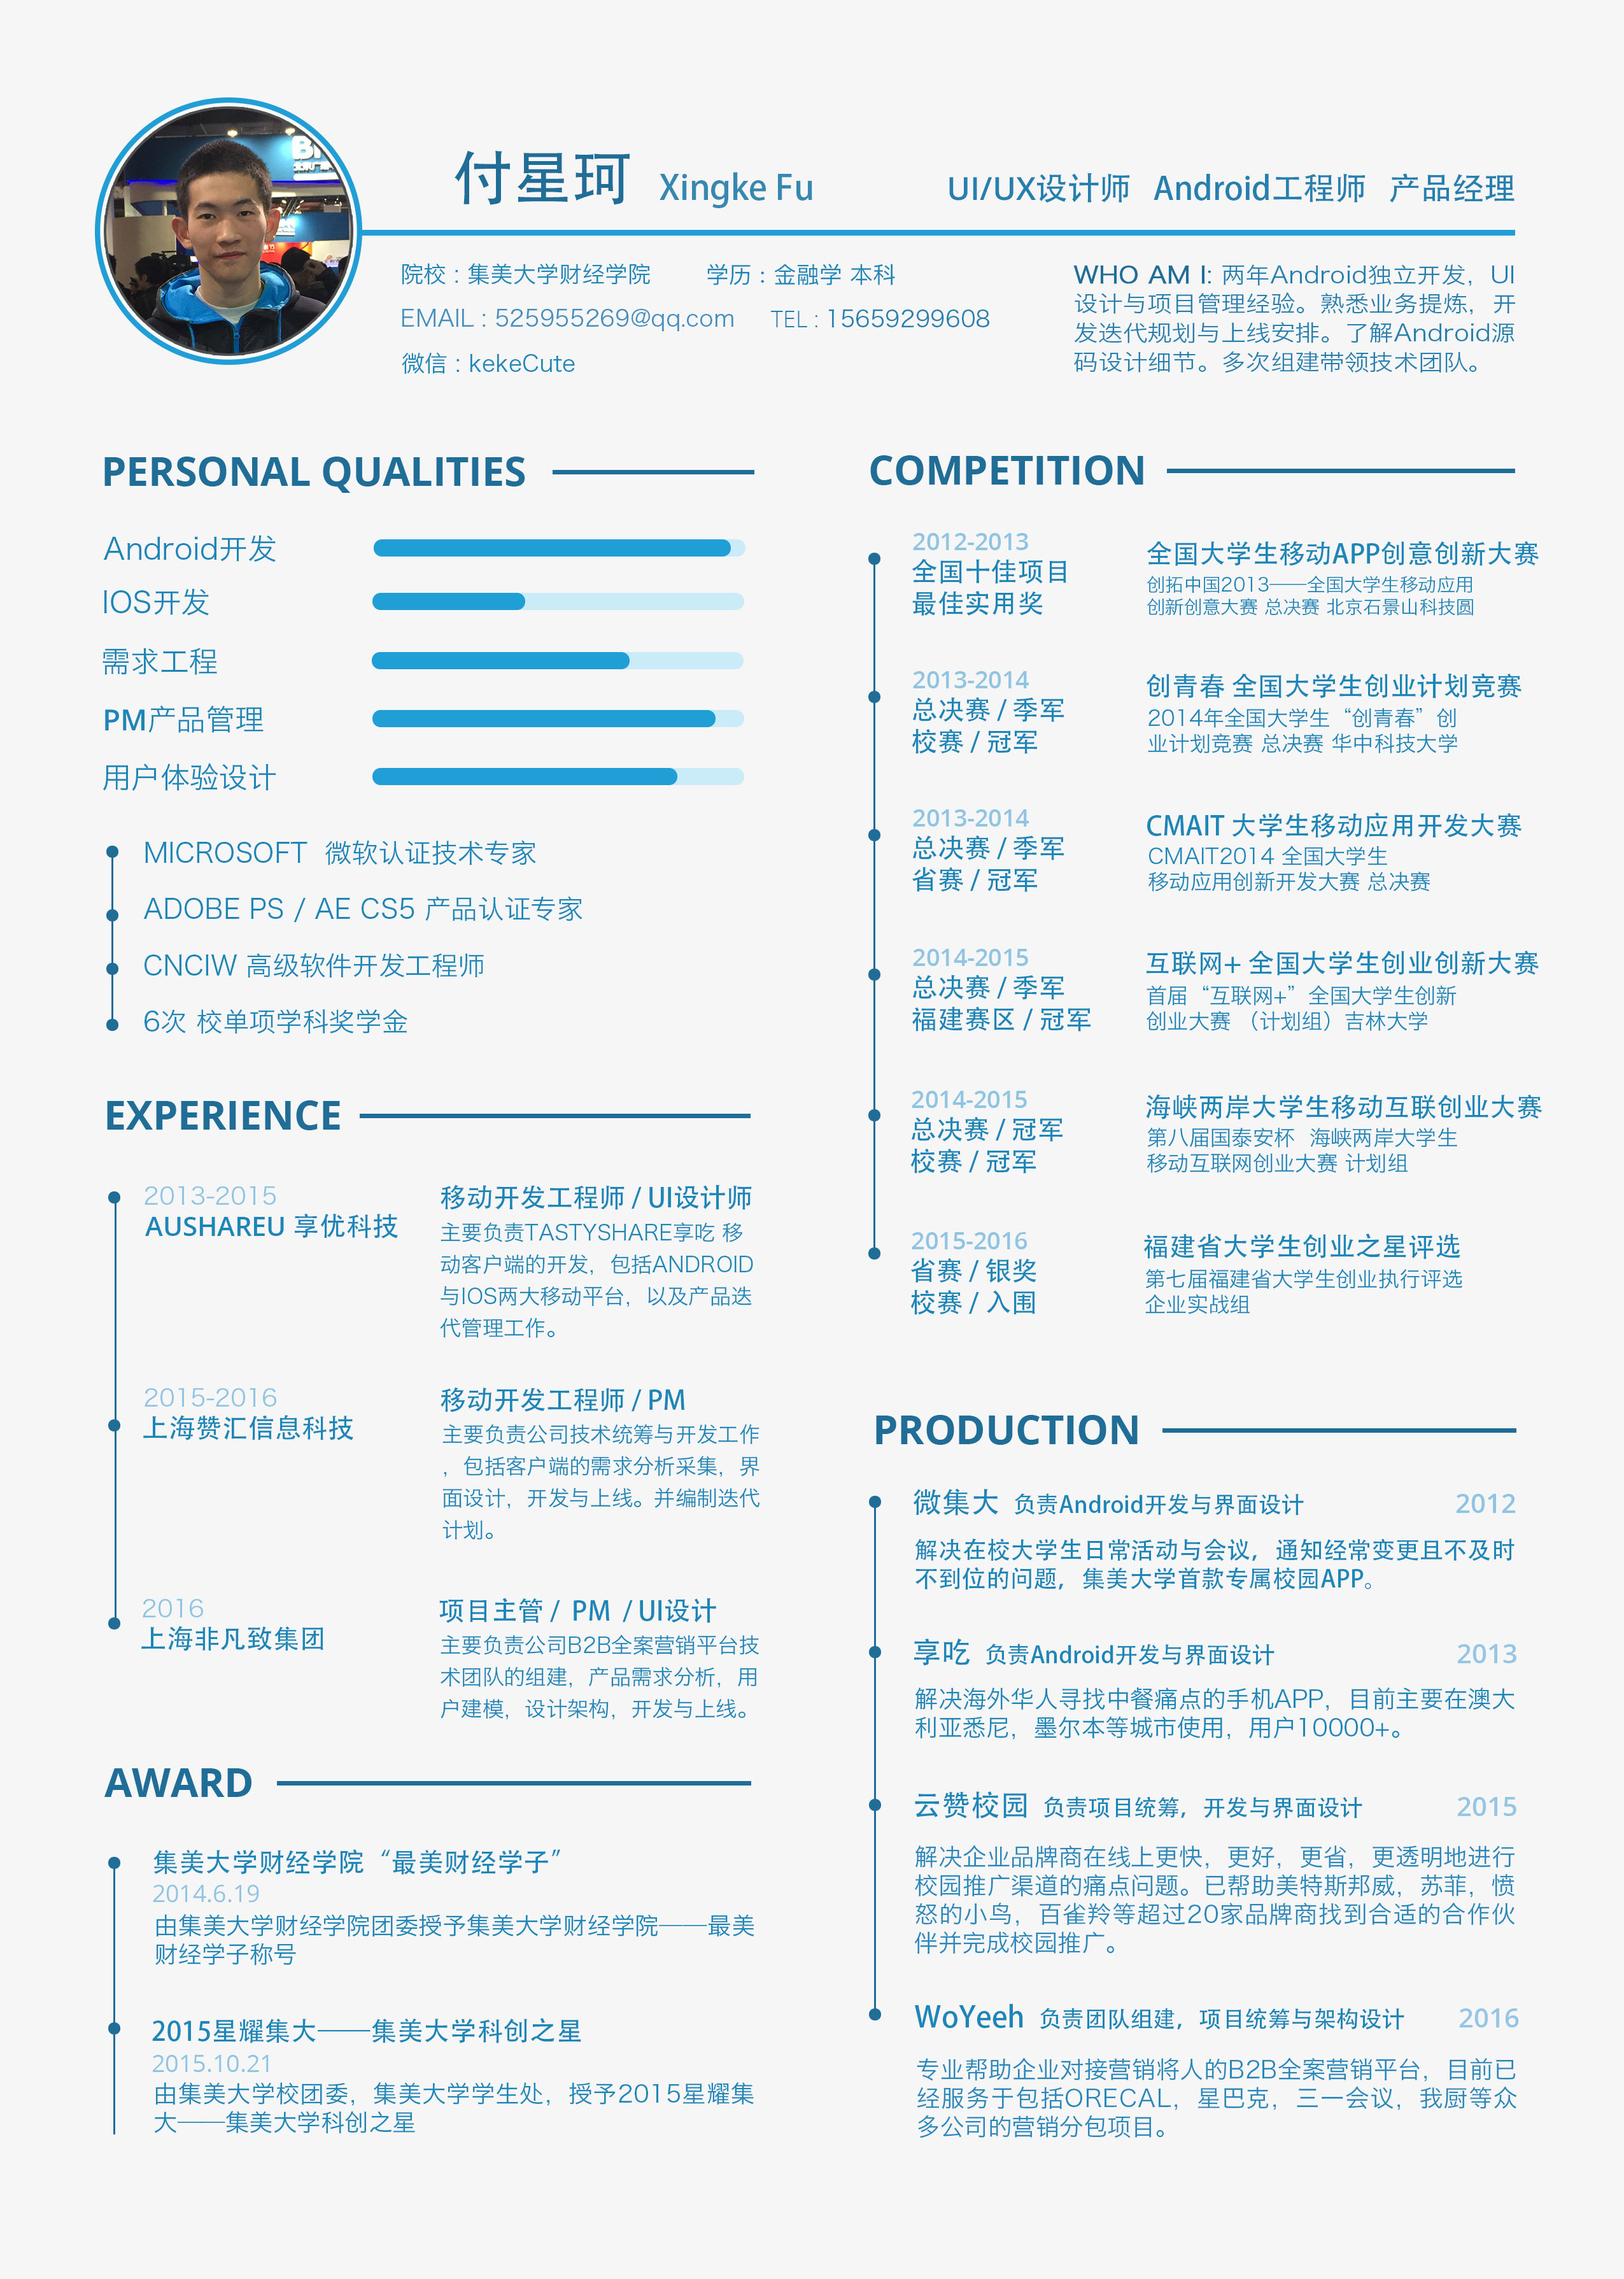 付星珂 Xingke Fu UI/UX设计师 Android工程师 产品经理
院校 : 集美大学财经学院 学历 : 金融学 本科
EMAIL : 525955269@qq.com TEL : 15659299608
微信 : kekeCute
WHO AM I: 两年Android独立开发，UI
设计与项目管理经验。熟悉业务提炼，开
发迭代规划与上线安排。了解Android源
码设计细节。多次组建带领技术团队。
PERSONAL QUALITIES
Android开发
IOS开发
需求工程
PM产品管理
用户体验设计
MICROSOFT 微软认证技术专家
ADOBE PS / AE CS5 产品认证专家
CNCIW 高级软件开发工程师
6次 校单项学科奖学金
EXPERIENCE
2013-2015
AUSHAREU 享优科技
移动开发工程师 / UI设计师
主要负责TASTYSHARE享吃 移
动客户端的开发，包括ANDROID
与IOS两大移动平台，以及产品迭
代管理工作。
2015-2016
上海赞汇信息科技
移动开发工程师 / PM
主要负责公司技术统筹与开发工作
，包括客户端的需求分析采集，界
面设计，开发与上线。并编制迭代
计划。
2016
上海非凡致集团
项目主管 / PM / UI设计
主要负责公司B2B全案营销平台技
术团队的组建，产品需求分析，用
户建模，设计架构，开发与上线。
AWARD
集美大学财经学院“最美财经学子”
2014.6.19
由集美大学财经学院团委授予集美大学财经学院——最美
财经学子称号
2015星耀集大——集美大学科创之星
2015.10.21
由集美大学校团委，集美大学学生处，授予2015星耀集
大——集美大学科创之星
COMPETITION
2012-2013
全国十佳项目
最佳实用奖
全国大学生移动APP创意创新大赛
创拓中国2013——全国大学生移动应用
创新创意大赛 总决赛 北京石景山科技圆
2013-2014
总决赛 / 季军
校赛 / 冠军
创青春 全国大学生创业计划竞赛
2014年全国大学生“创青春”创
业计划竞赛 总决赛 华中科技大学
2013-2014
总决赛 / 季军
省赛 / 冠军
CMAIT 大学生移动应用开发大赛
CMAIT2014 全国大学生
移动应用创新开发大赛 总决赛
2014-2015
总决赛 / 季军
福建赛区 / 冠军
互联网+ 全国大学生创业创新大赛
首届“互联网+”全国大学生创新
创业大赛 （计划组）吉林大学
2014-2015
总决赛 / 冠军
校赛 / 冠军
海峡两岸大学生移动互联创业大赛
第八届国泰安杯 海峡两岸大学生
移动互联网创业大赛 计划组
2015-2016
省赛 / 银奖
校赛 / 入围
福建省大学生创业之星评选
第七届福建省大学生创业执行评选
企业实战组
PRODUCTION
微集大 负责Android开发与界面设计 2012
解决在校大学生日常活动与会议，通知经常变更且不及时
不到位的问题，集美大学首款专属校园APP。
享吃 负责Android开发与界面设计 2013
解决海外华人寻找中餐痛点的手机APP，目前主要在澳大
利亚悉尼，墨尔本等城市使用，用户10000+。
云赞校园 负责项目统筹，开发与界面设计 2015
解决企业品牌商在线上更快，更好，更省，更透明地进行
校园推广渠道的痛点问题。已帮助美特斯邦威，苏菲，愤
怒的小鸟，百雀羚等超过20家品牌商找到合适的合作伙
伴并完成校园推广。
WoYeeh 负责团队组建，项目统筹与架构设计 2016
专业帮助企业对接营销将人的B2B全案营销平台，目前已
经服务于包括ORECAL，星巴克，三一会议，我厨等众
多公司的营销分包项目。